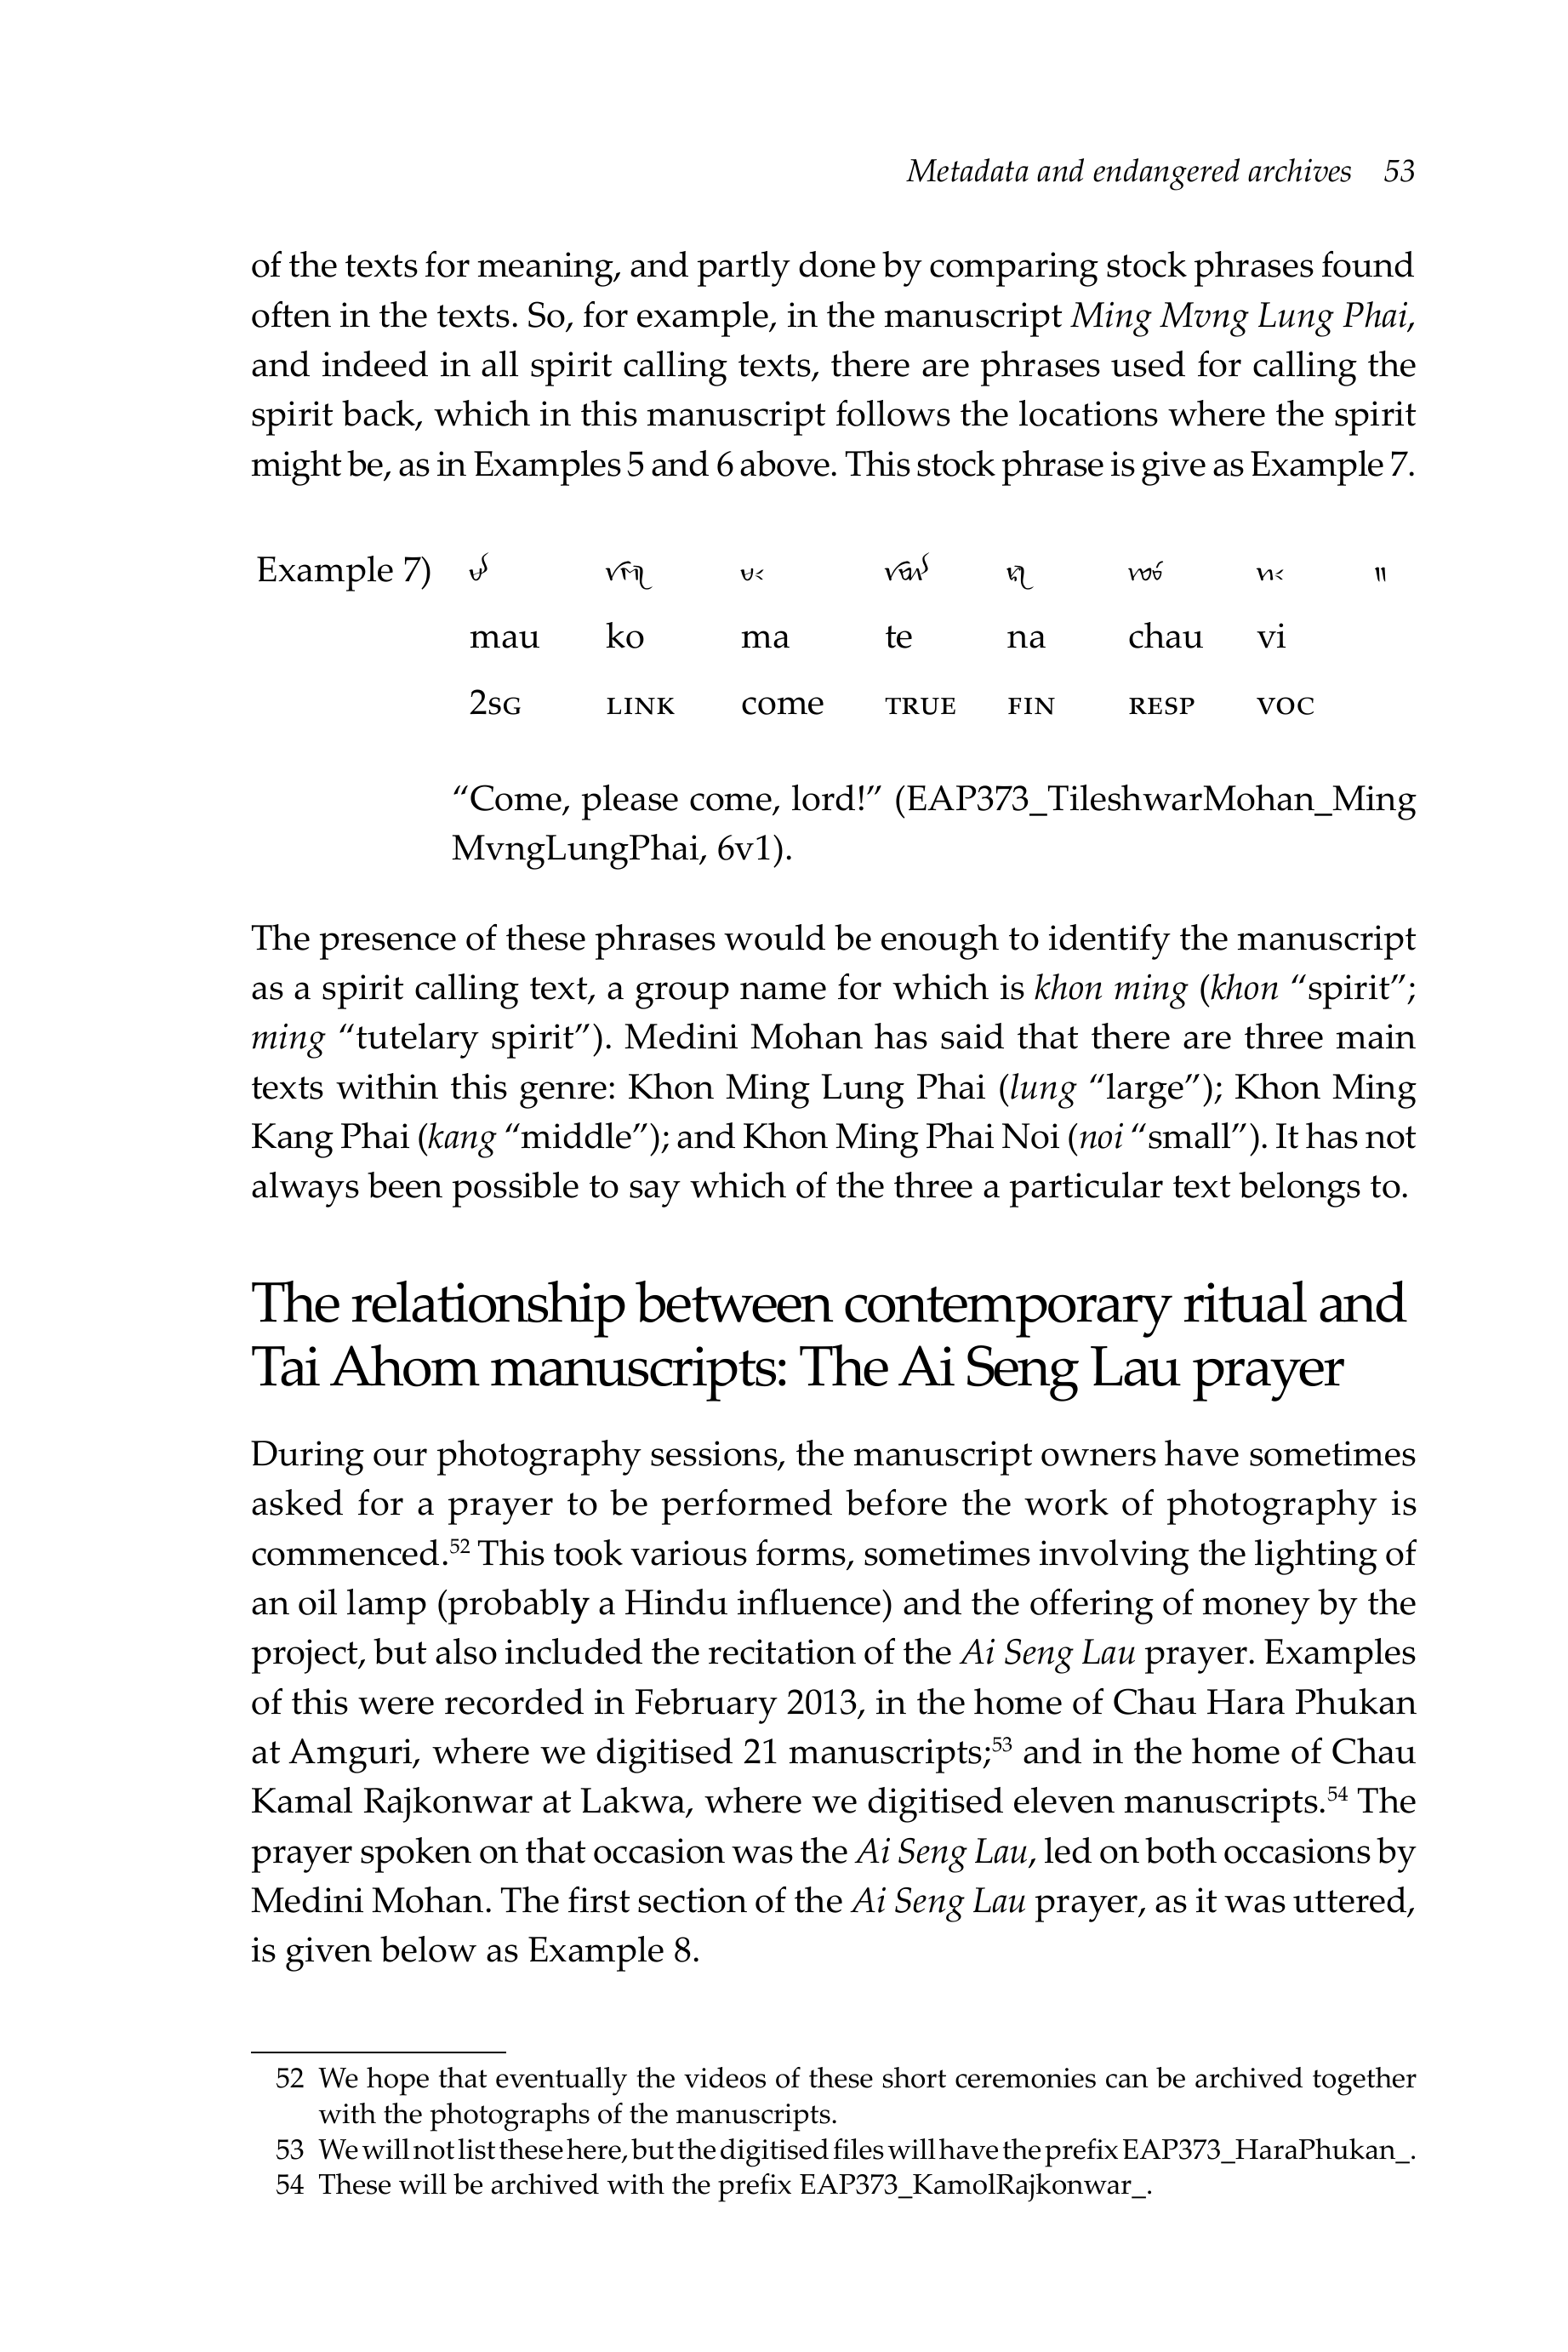 Metadata and endangered archives 53
of the texts for meaning, and partly done by comparing stock phrases found
often in the texts. So, for example, in the manuscript Ming Mvng Lung Phai,
and indeed in all spirit calling texts, there are phrases used for calling the
spirit back, which in this manuscript follows the locations where the spirit
might be, as in Examples 5 and 6 above. This stock phrase is give as Example 7.
Example 7)
mau ko ma te na chau vi
2SG LINK come TRUE FIN RESP VOC
“Come, please come, lord!” (EAP373_TileshwarMohan_Ming
MvngLungPhai, 6v1).
The presence of these phrases would be enough to identify the manuscript
as a spirit calling text, a group name for which is khon ming (khon “spirit”;
ming “tutelary spirit”). Medini Mohan has said that there are three main
texts within this genre: Khon Ming Lung Phai (lung “large”); Khon Ming
Kang Phai (kang “middle”); and Khon Ming Phai Noi (noi “small”). It has not
always been possible to say which of the three a particular text belongs to.
The relationship between contemporary ritual and
Tai Ahom manuscripts: The Ai Seng Lau prayer
During our photography sessions, the manuscript owners have sometimes
asked for a prayer to be performed before the work of photography is
commenced.52 This took various forms, sometimes involving the lighting of
an oil lamp (probably a Hindu influence) and the offering of money by the
project, but also included the recitation of the Ai Seng Lau prayer. Examples
of this were recorded in February 2013, in the home of Chau Hara Phukan
at Amguri, where we digitised 21 manuscripts;53 and in the home of Chau
Kamal Rajkonwar at Lakwa, where we digitised eleven manuscripts.54 The
prayer spoken on that occasion was the Ai Seng Lau, led on both occasions by
Medini Mohan. The first section of the Ai Seng Lau prayer, as it was uttered,
is given below as Example 8.
52 We hope that eventually the videos of these short ceremonies can be archived together
with the photographs of the manuscripts.
53 We will not list these here, but the digitised files will have the prefix EAP373_HaraPhukan_.
54 These will be archived with the prefix EAP373_KamolRajkonwar_.